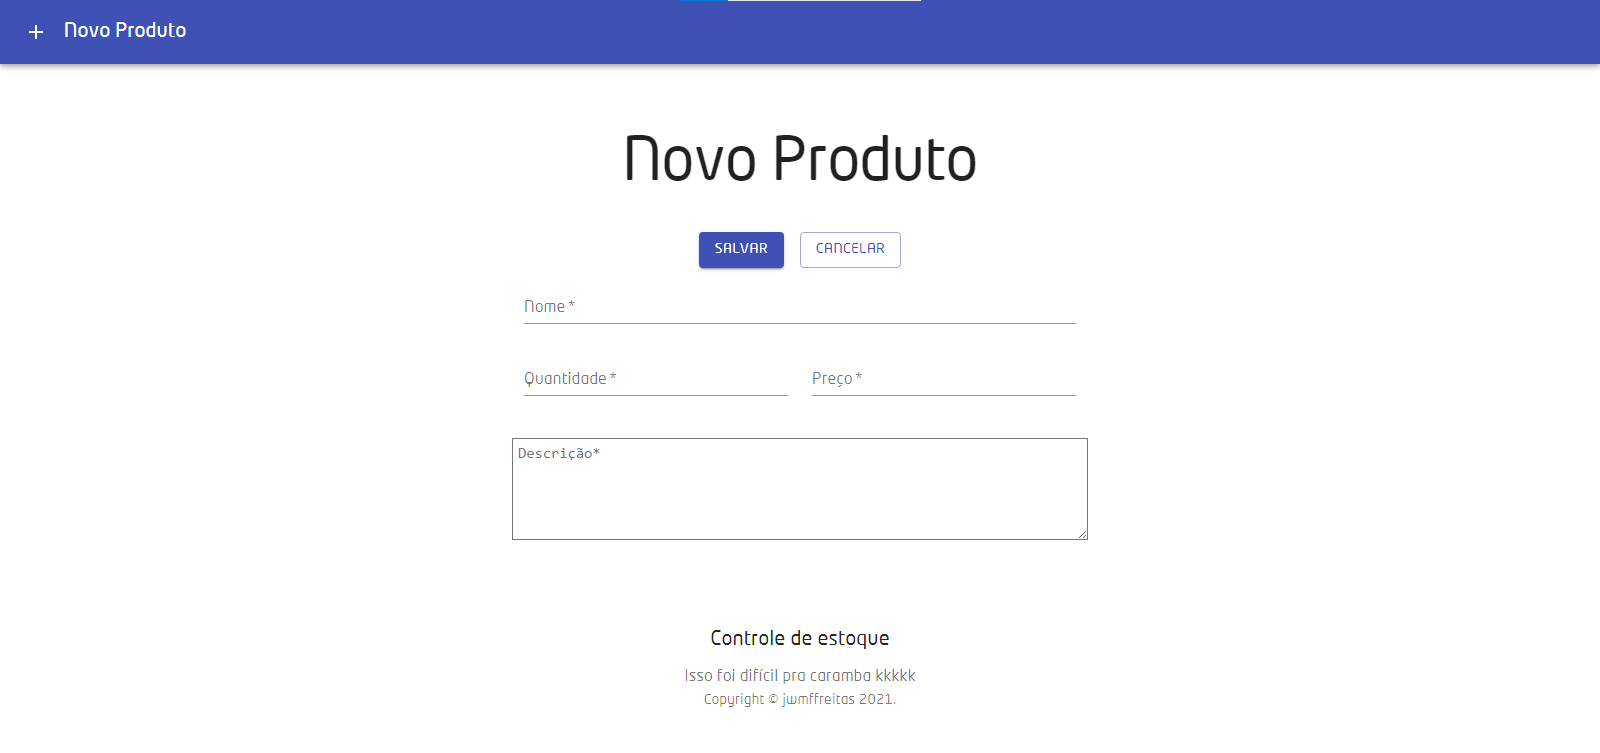 Novo Produto
Novo Produto
SALVAR
CANCELAR
Nome *
Quantidade *
Preço *
Descrição*
Controle de estoque
Isso foi difícil pra caramba kkkkk
Copyright © jwmffreitas 2021.